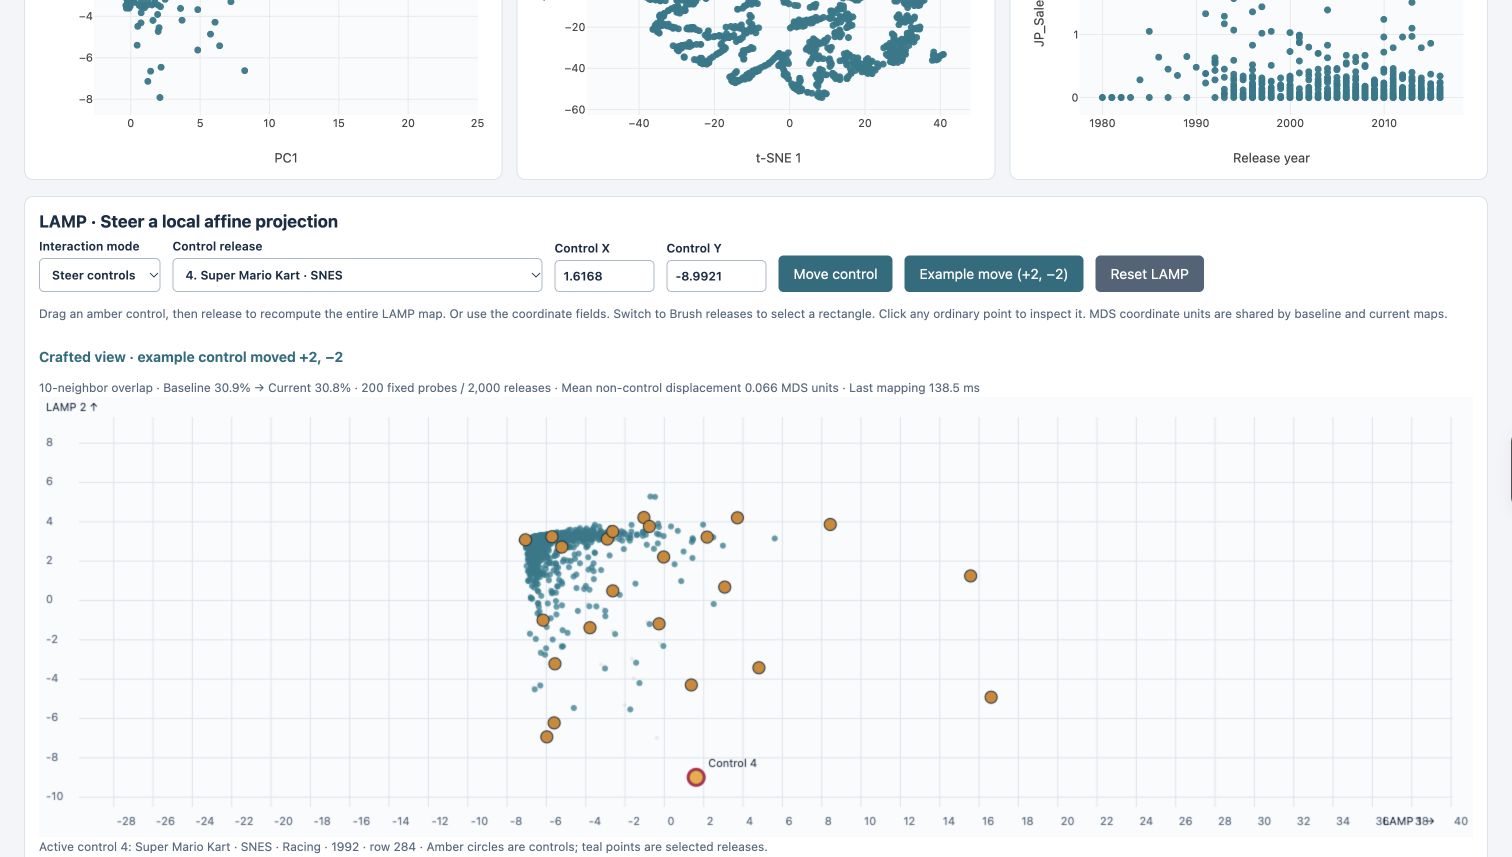 −4
−6
−8
0 5 10 15 20 25
PC1
−20
−40
−60
−40 −20 0 20 40
t-SNE 1
JP_Sale
1
0
1980 1990 2000 2010
Release year
LAMP · Steer a local affine projection
Interaction mode Control release Control X Control Y
Steer controls 4. Super Mario Kart · SNES 1.6168 -8.9921 Move control Example move (+2, −2) Reset LAMP
Drag an amber control, then release to recompute the entire LAMP map. Or use the coordinate fields. Switch to Brush releases to select a rectangle. Click any ordinary point to inspect it. MDS coordinate units are shared by baseline and current maps.
Crafted view · example control moved +2, −2
10-neighbor overlap · Baseline 30.9% → Current 30.8% · 200 fixed probes / 2,000 releases · Mean non-control displacement 0.066 MDS units · Last mapping 138.5 ms
LAMP 2 ↑
8
6
4
2
0
-2
-4
-6
-8
-10
Control 4
-28 -26 -24 -22 -20 -18 -16 -14 -12 -10 -8 -6 -4 -2 0 2 4 6 8 10 12 14 16 18 20 22 24 26 28 30 32 34 36 38 40
LAMP 1 →
Active control 4: Super Mario Kart · SNES · Racing · 1992 · row 284 · Amber circles are controls; teal points are selected releases.